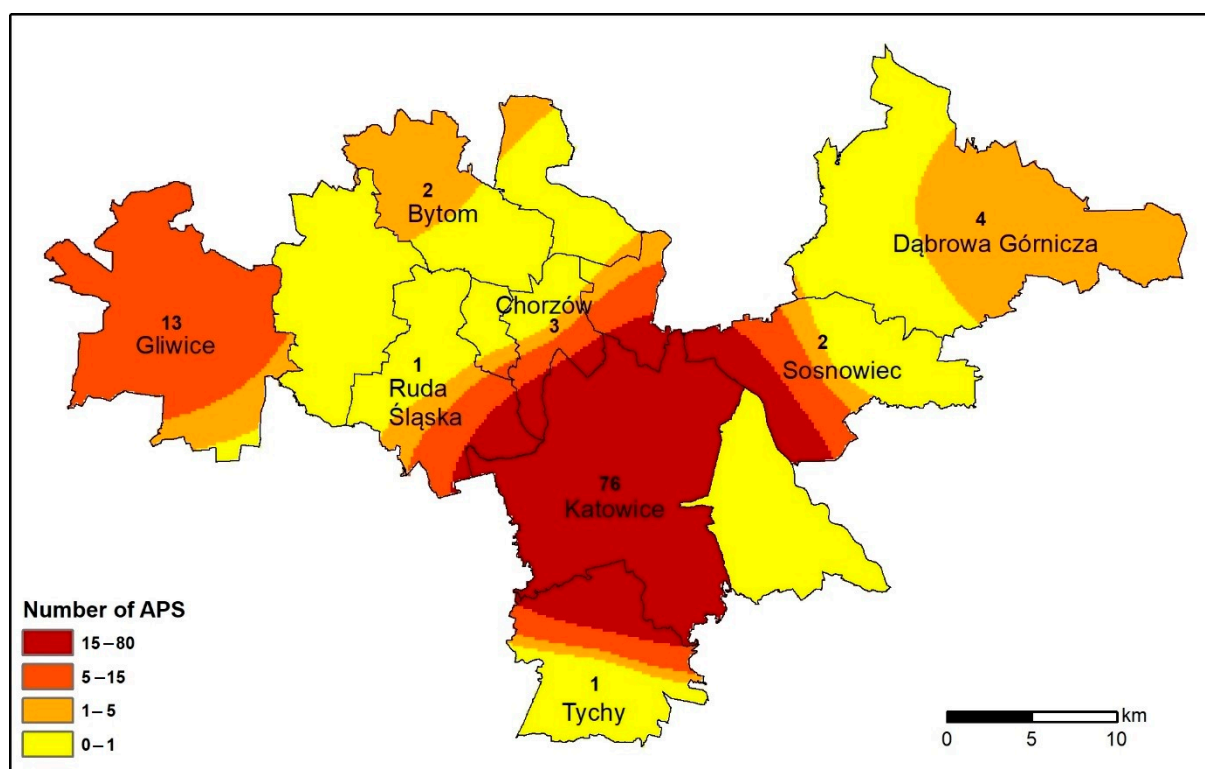 2
Bytom
4
Dąbrowa Górnicza
13
Gliwice
Chorzów
3
1
Ruda
Śląska
2
Sosnowiec
76
Katowice
1
Tychy
Number of APS
15–80
5–15
1–5
0–1
km
0 5 10